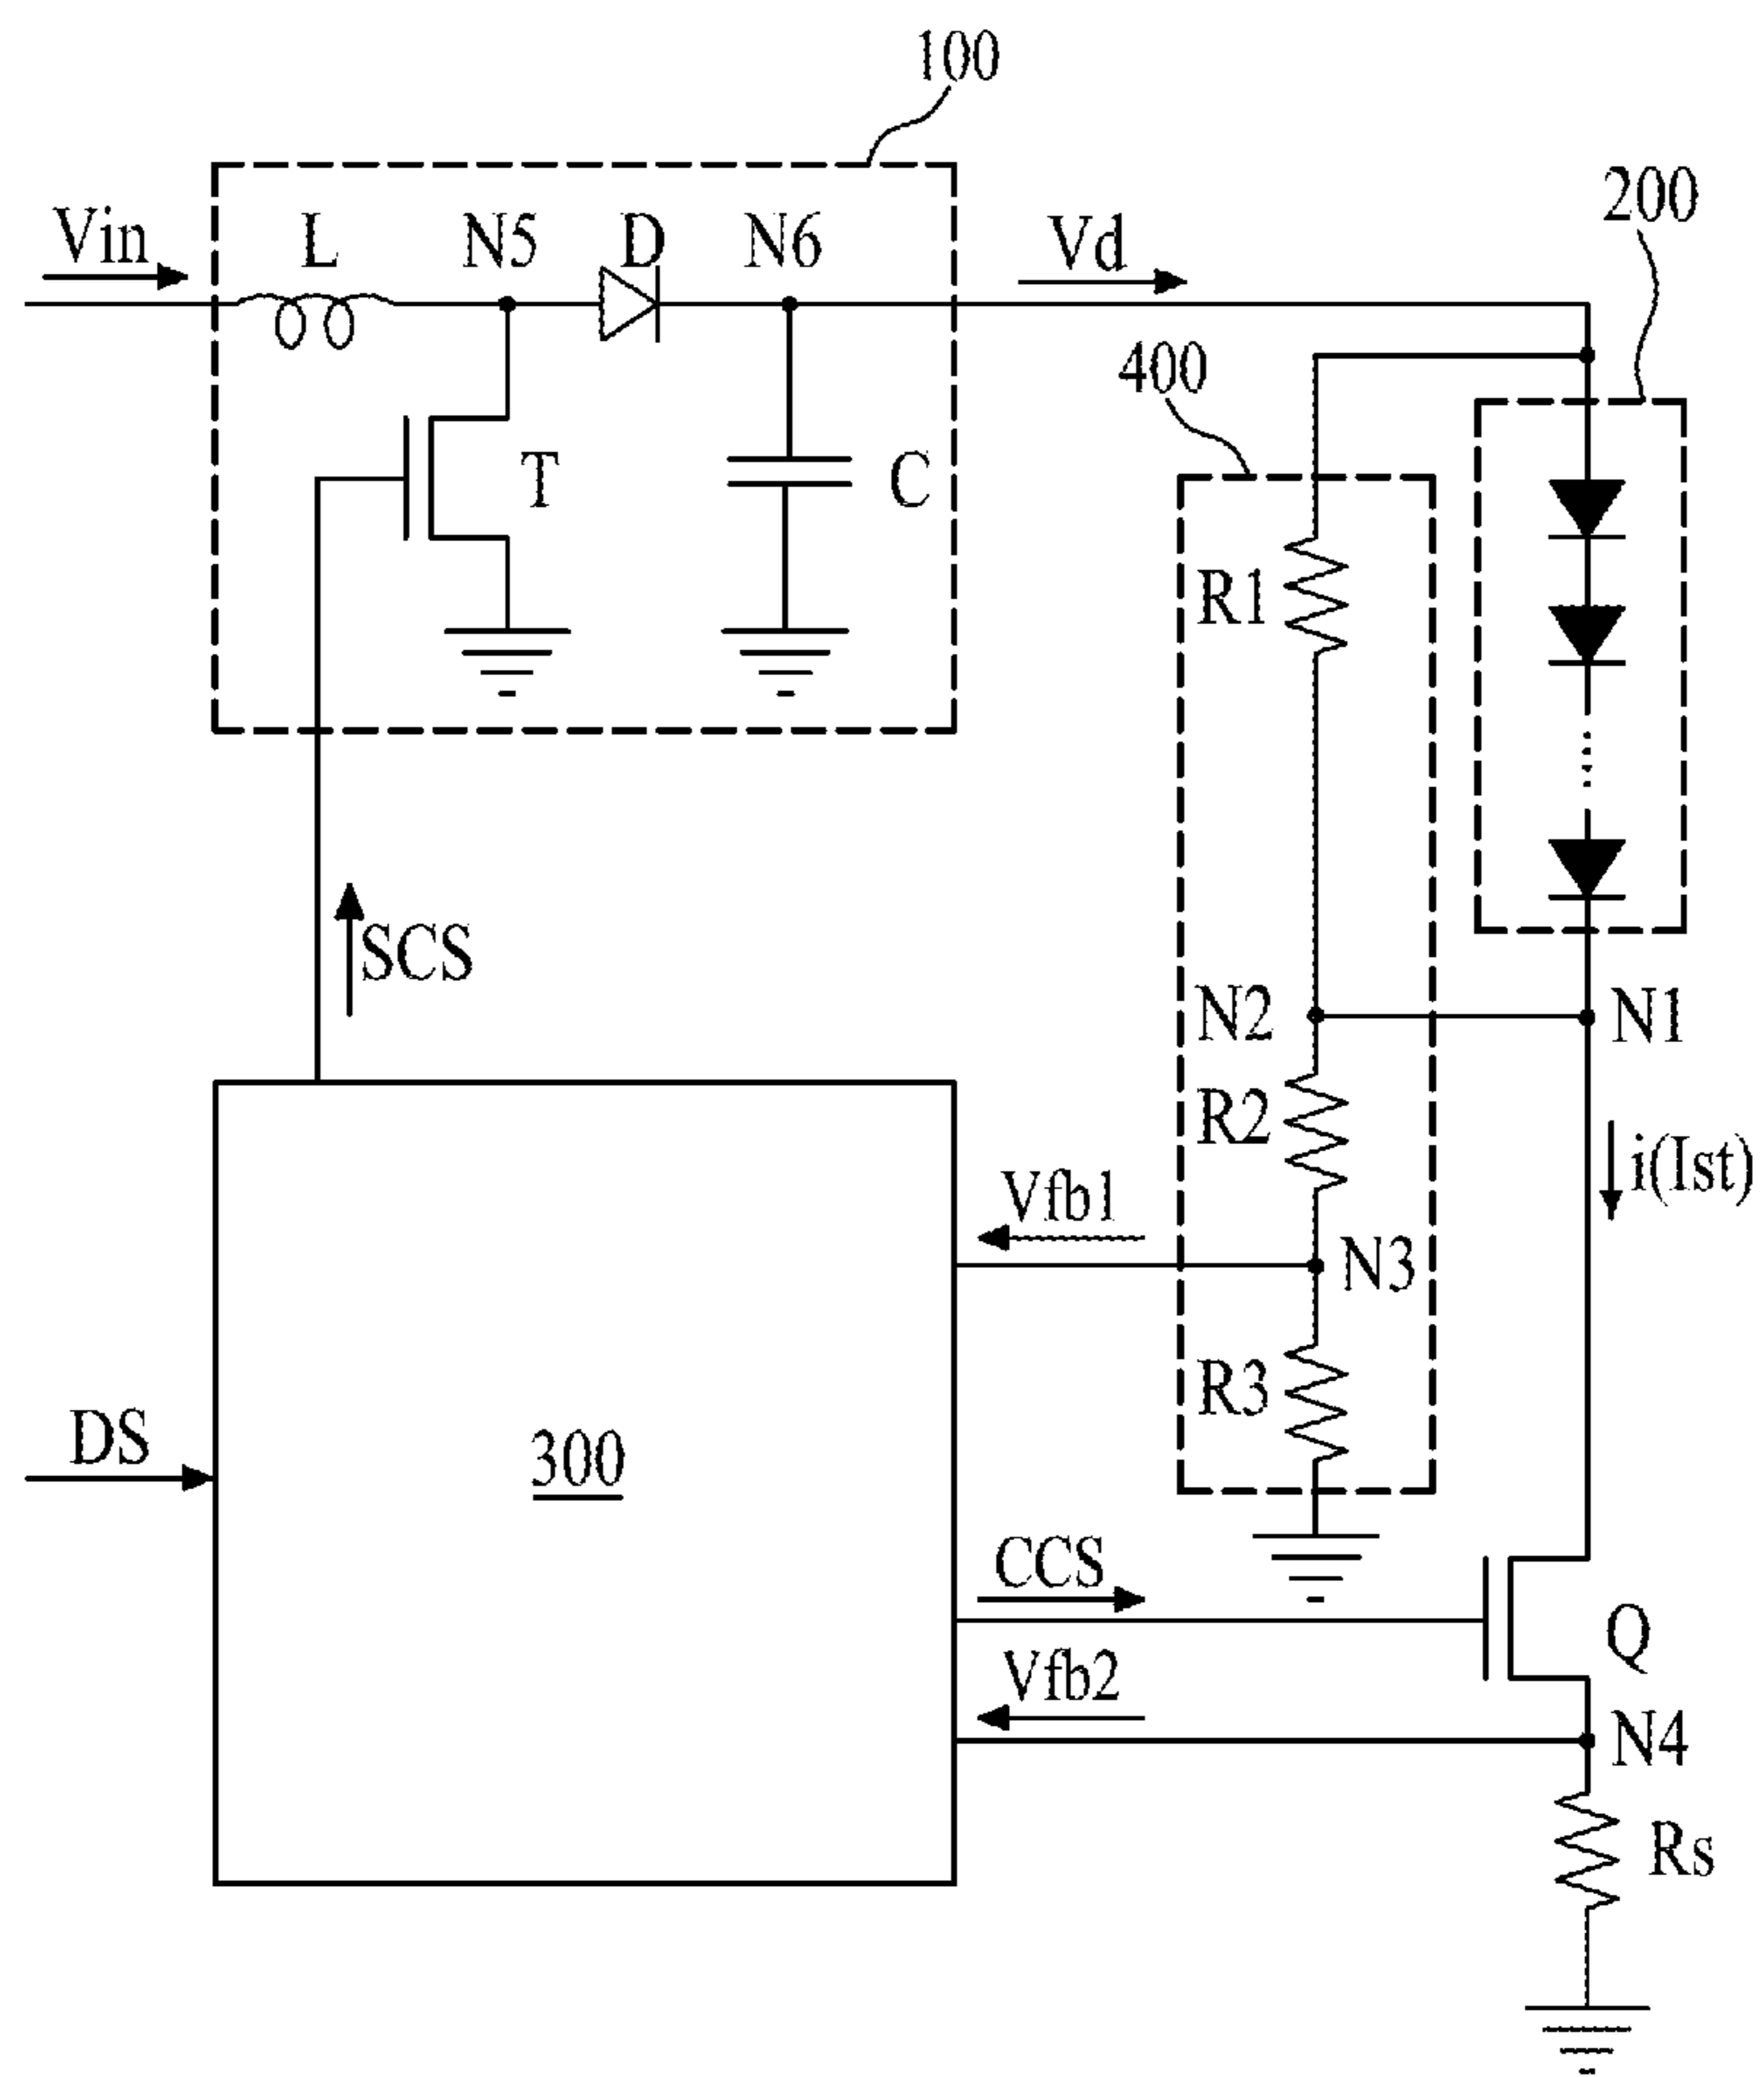 100
200
Vin
L
N5
D
N6
Vd
400
T
C
R1
SCS
N2
N1
R2
Vfb1
i(Ist)
N3
R3
DS
300
CCS
Q
Vfb2
N4
Rs